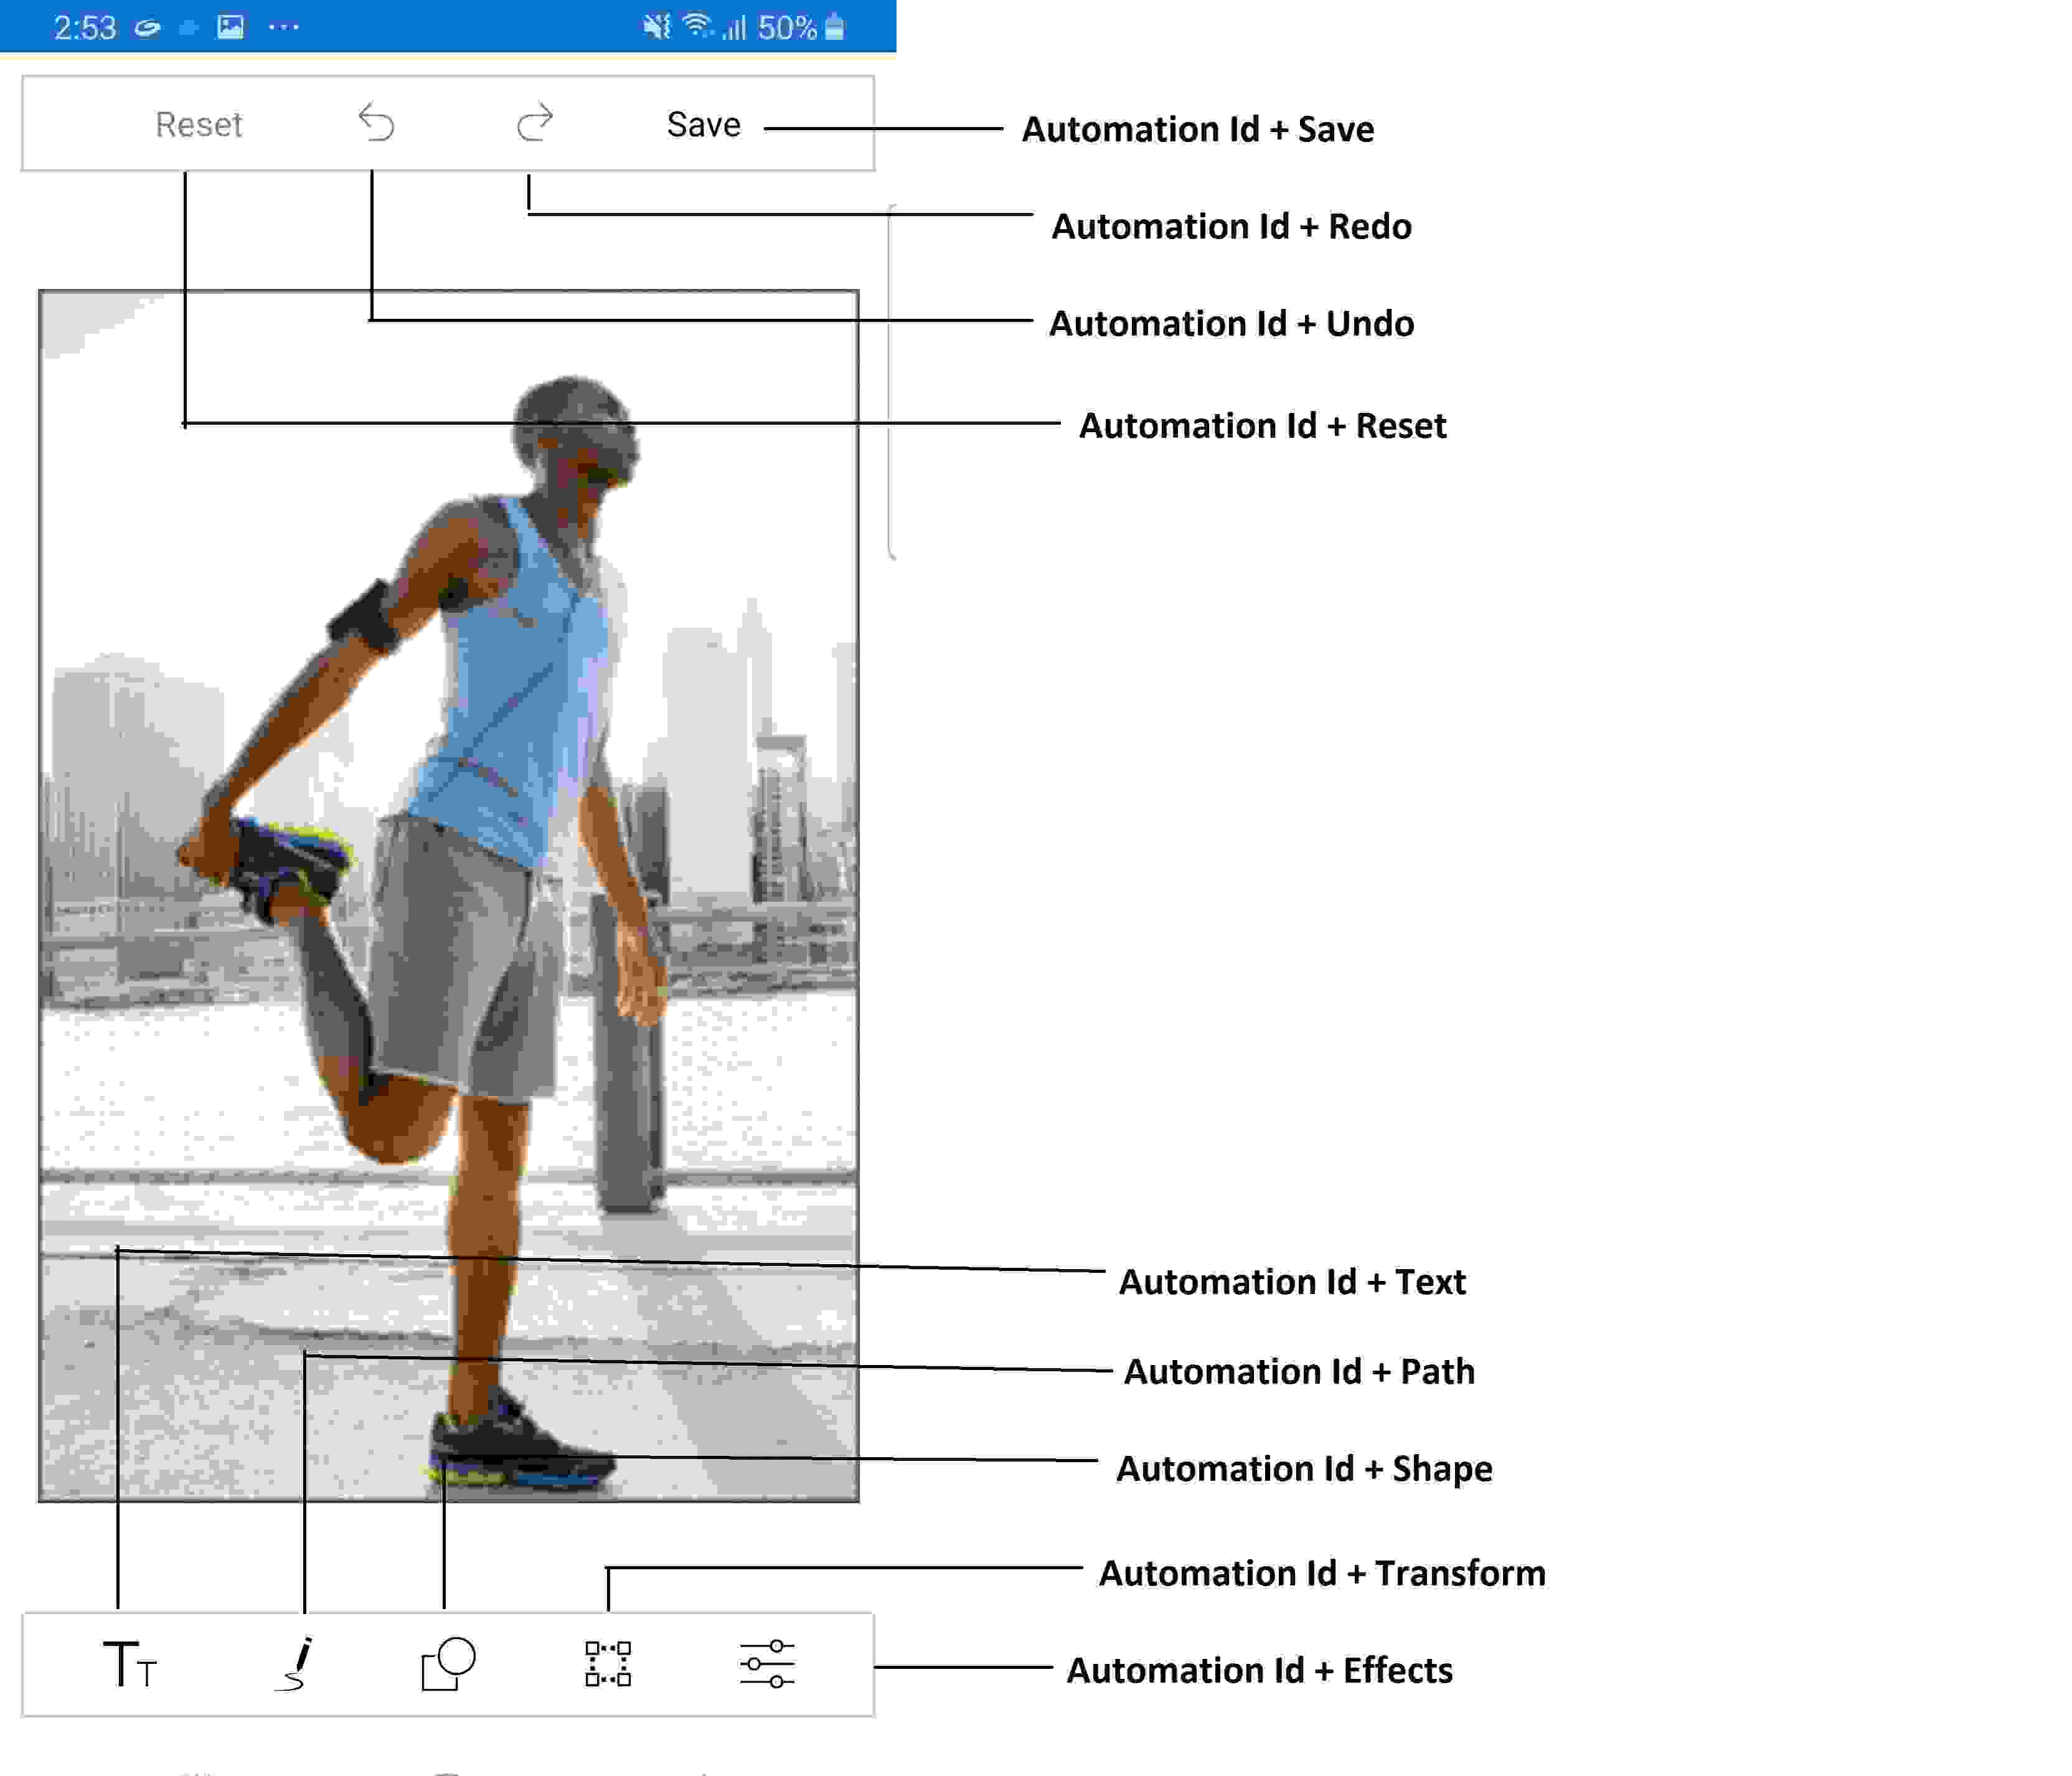 2:53 50%
Reset Save
Automation Id + Save
Automation Id + Redo
Automation Id + Undo
Automation Id + Reset
Automation Id + Text
Automation Id + Path
Automation Id + Shape
Automation Id + Transform
TT
Automation Id + Effects